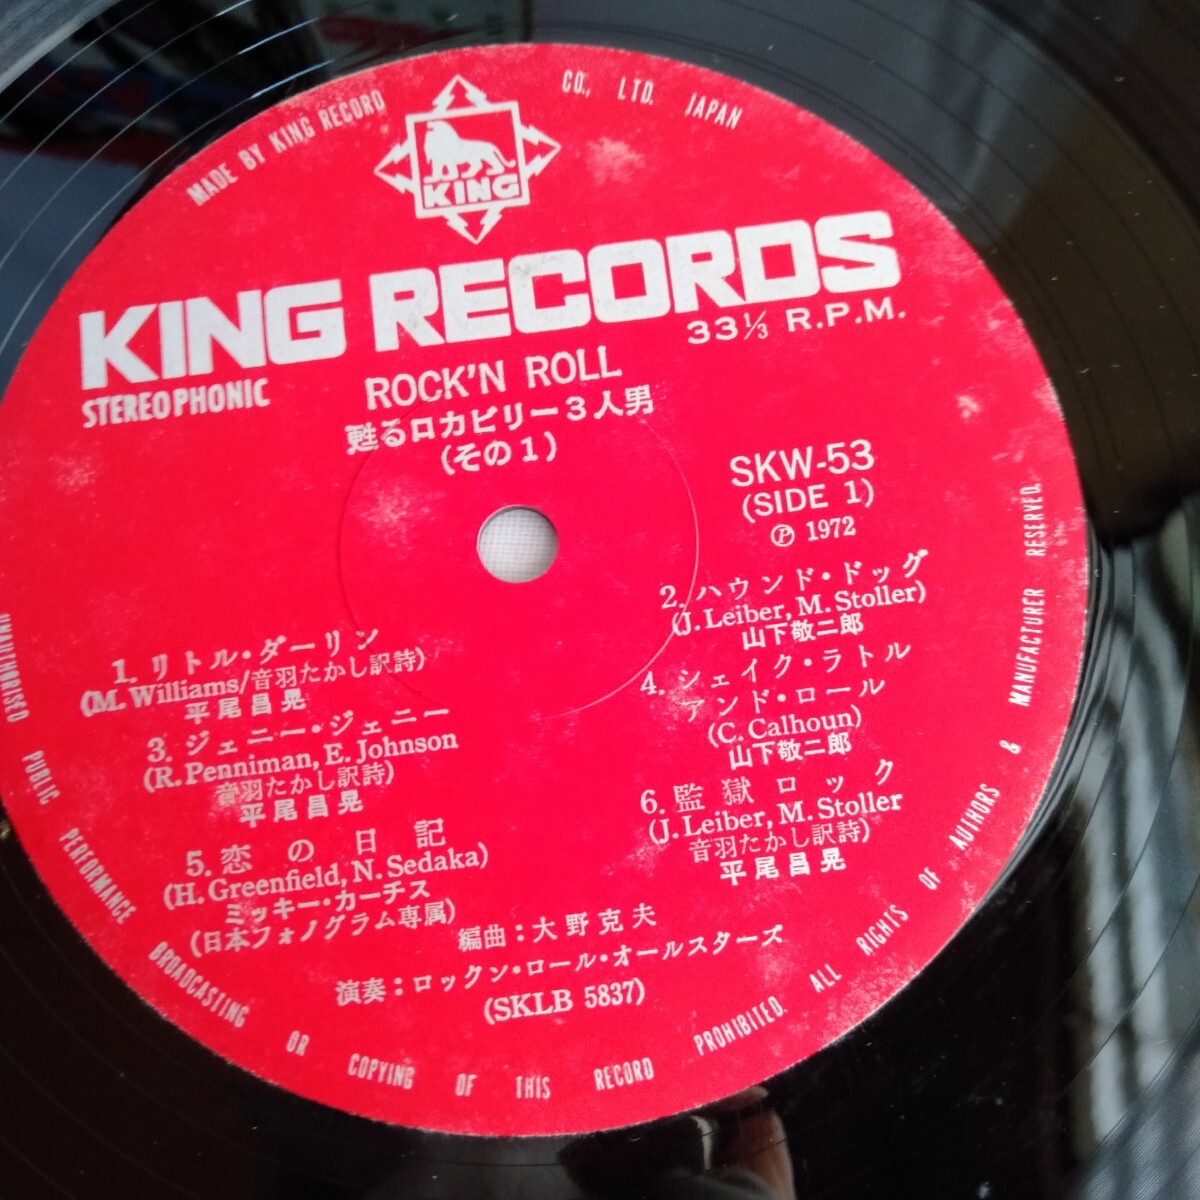 MADE BY KING RECORD CO., LTD. JAPAN
KING
KING RECORDS
STEREOPHONIC
33⅓ R.P.M.
ROCK'N ROLL
甦るロカビリー3人男
(その1)
SKW-53
(SIDE 1)
Ⓟ 1972
1. リトル・ダーリン
(M. Williams/音羽たかし訳詩)
平尾昌晃
2. ハウンド・ドッグ
(J. Leiber, M. Stoller)
山下敬二郎
3. ジェニー・ジェニー
(R. Penniman, E. Johnson
音羽たかし訳詩)
平尾昌晃
4. シェイク・ラトル
アンド・ロール
(C. Calhoun)
山下敬二郎
5. 恋の日記
(H. Greenfield, N. Sedaka)
ミッキー・カーチス
(日本フォノグラム専属)
6. 監獄ロック
(J. Leiber, M. Stoller
音羽たかし訳詩)
平尾昌晃
編曲：大野克夫
演奏：ロックン・ロール・オールスターズ
(SKLB 5837)
UNAUTHORISED PUBLIC PERFORMANCE BROADCASTING OR COPYING OF THIS RECORD PROHIBITED. ALL RIGHTS OF AUTHORS & MANUFACTURER RESERVED.